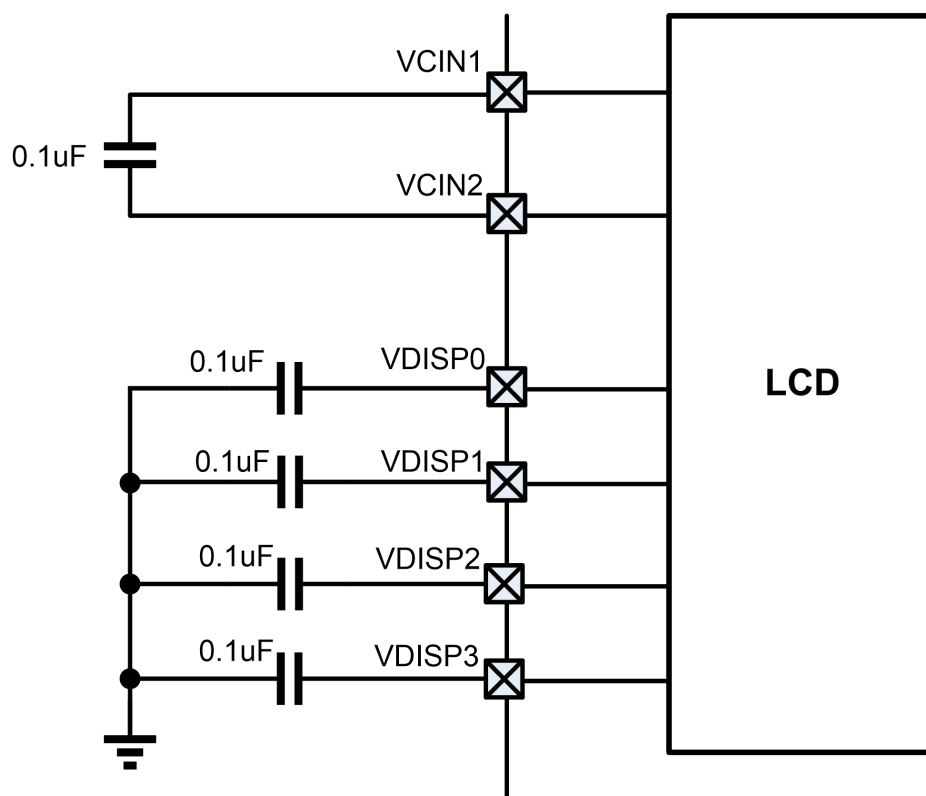 VCIN1
0.1uF
VCIN2
0.1uF
VDISP0
LCD
0.1uF
VDISP1
0.1uF
VDISP2
0.1uF
VDISP3